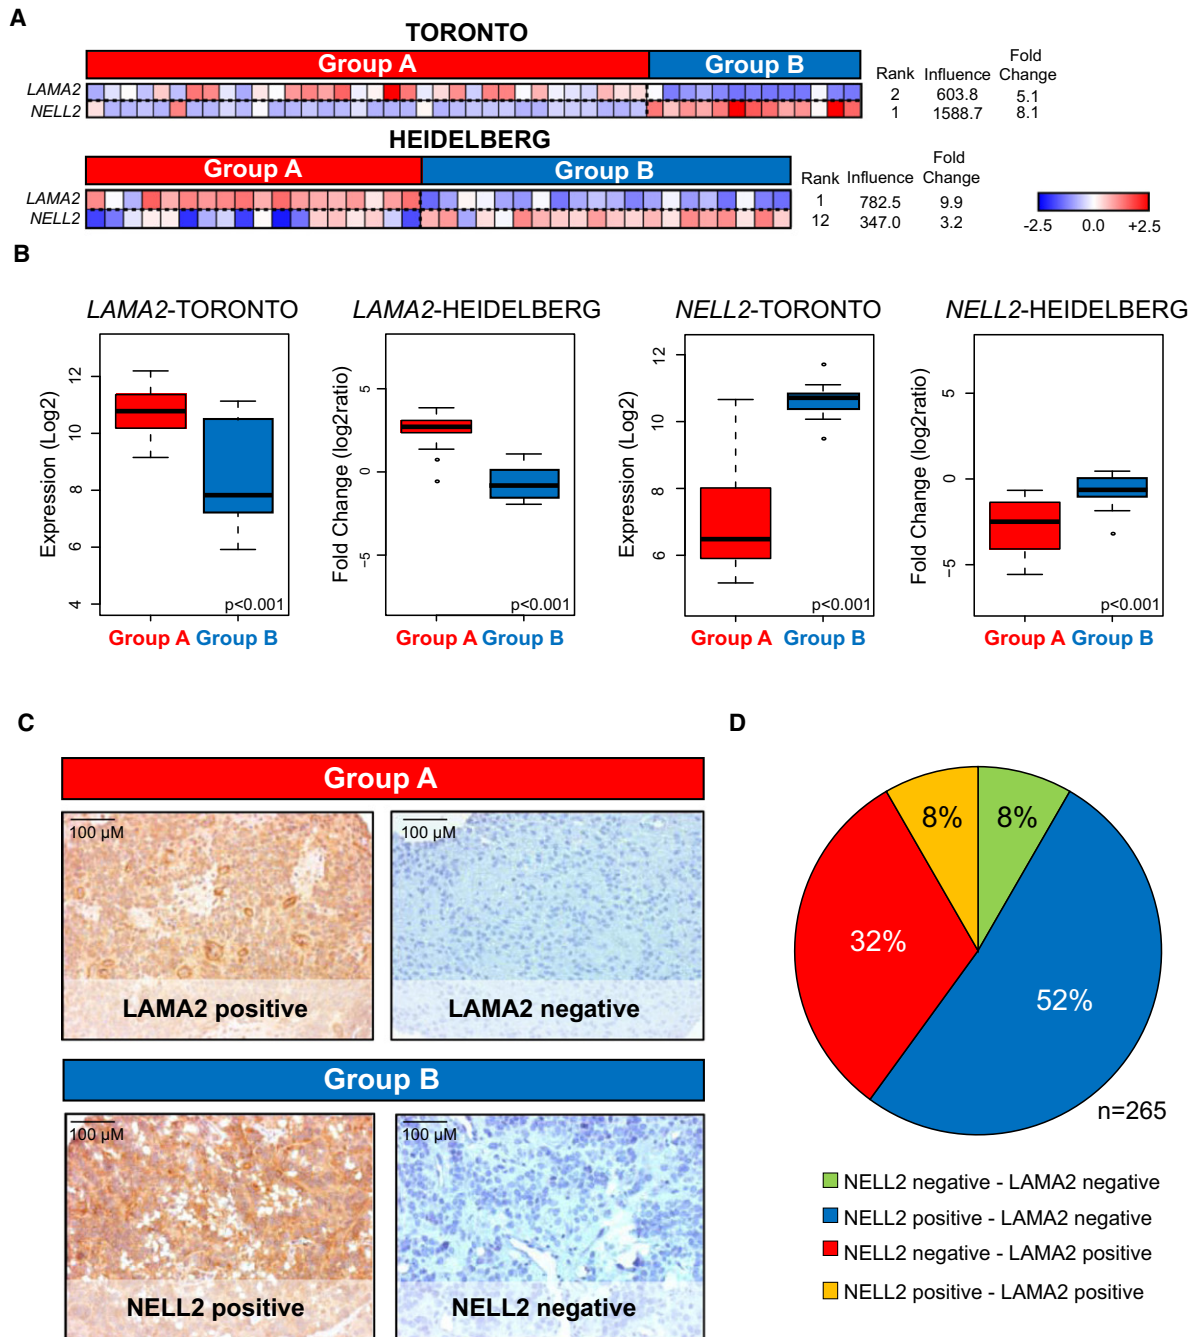 A
TORONTO
Group A Group B
Rank Influence Fold Change
LAMA2 2 603.8 5.1
NELL2 1 1588.7 8.1
HEIDELBERG
Group A Group B
Rank Influence Fold Change
LAMA2 1 782.5 9.9
NELL2 12 347.0 3.2
-2.5 0.0 +2.5
B
LAMA2-TORONTO
Expression (Log2)
12
10
8
6
4
p<0.001
Group A Group B
LAMA2-HEIDELBERG
Fold Change (log2ratio)
5
0
−5
p<0.001
Group A Group B
NELL2-TORONTO
Expression (Log2)
12
10
8
6
p<0.001
Group A Group B
NELL2-HEIDELBERG
Fold Change (log2ratio)
5
0
−5
p<0.001
Group A Group B
C
Group A
100 µM
LAMA2 positive
100 µM
LAMA2 negative
Group B
100 µM
NELL2 positive
100 µM
NELL2 negative
D
8% 8%
32%
52%
n=265
NELL2 negative - LAMA2 negative
NELL2 positive - LAMA2 negative
NELL2 negative - LAMA2 positive
NELL2 positive - LAMA2 positive